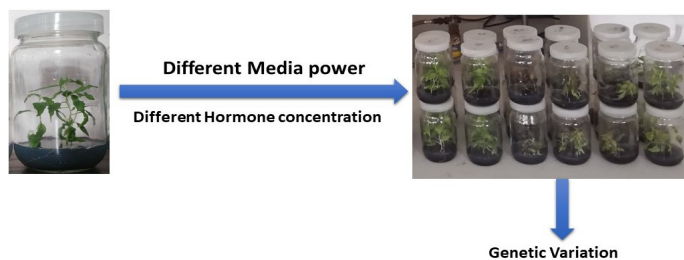 Different Media power
Different Hormone concentration
Genetic Variation